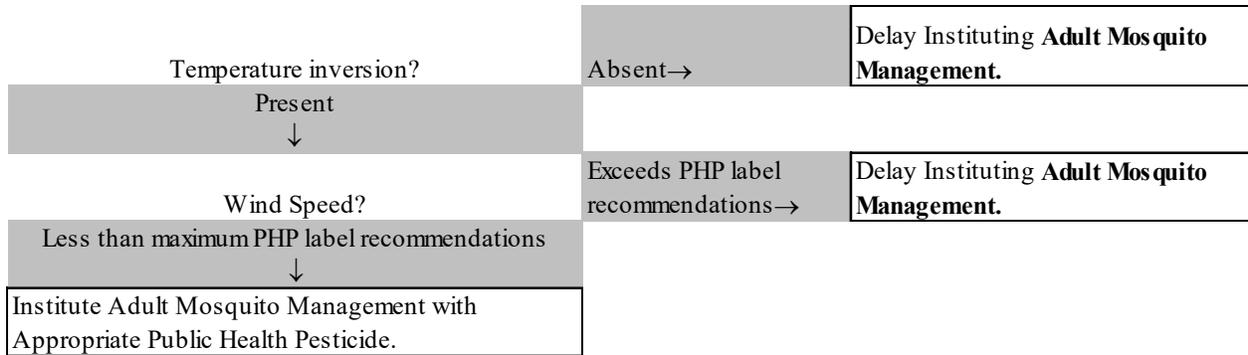 Temperature inversion?
Absent→
Delay Instituting Adult Mosquito
Management.
Present
↓
Wind Speed?
Exceeds PHP label
recommendations→
Delay Instituting Adult Mosquito
Management.
Less than maximum PHP label recommendations
↓
Institute Adult Mosquito Management with
Appropriate Public Health Pesticide.